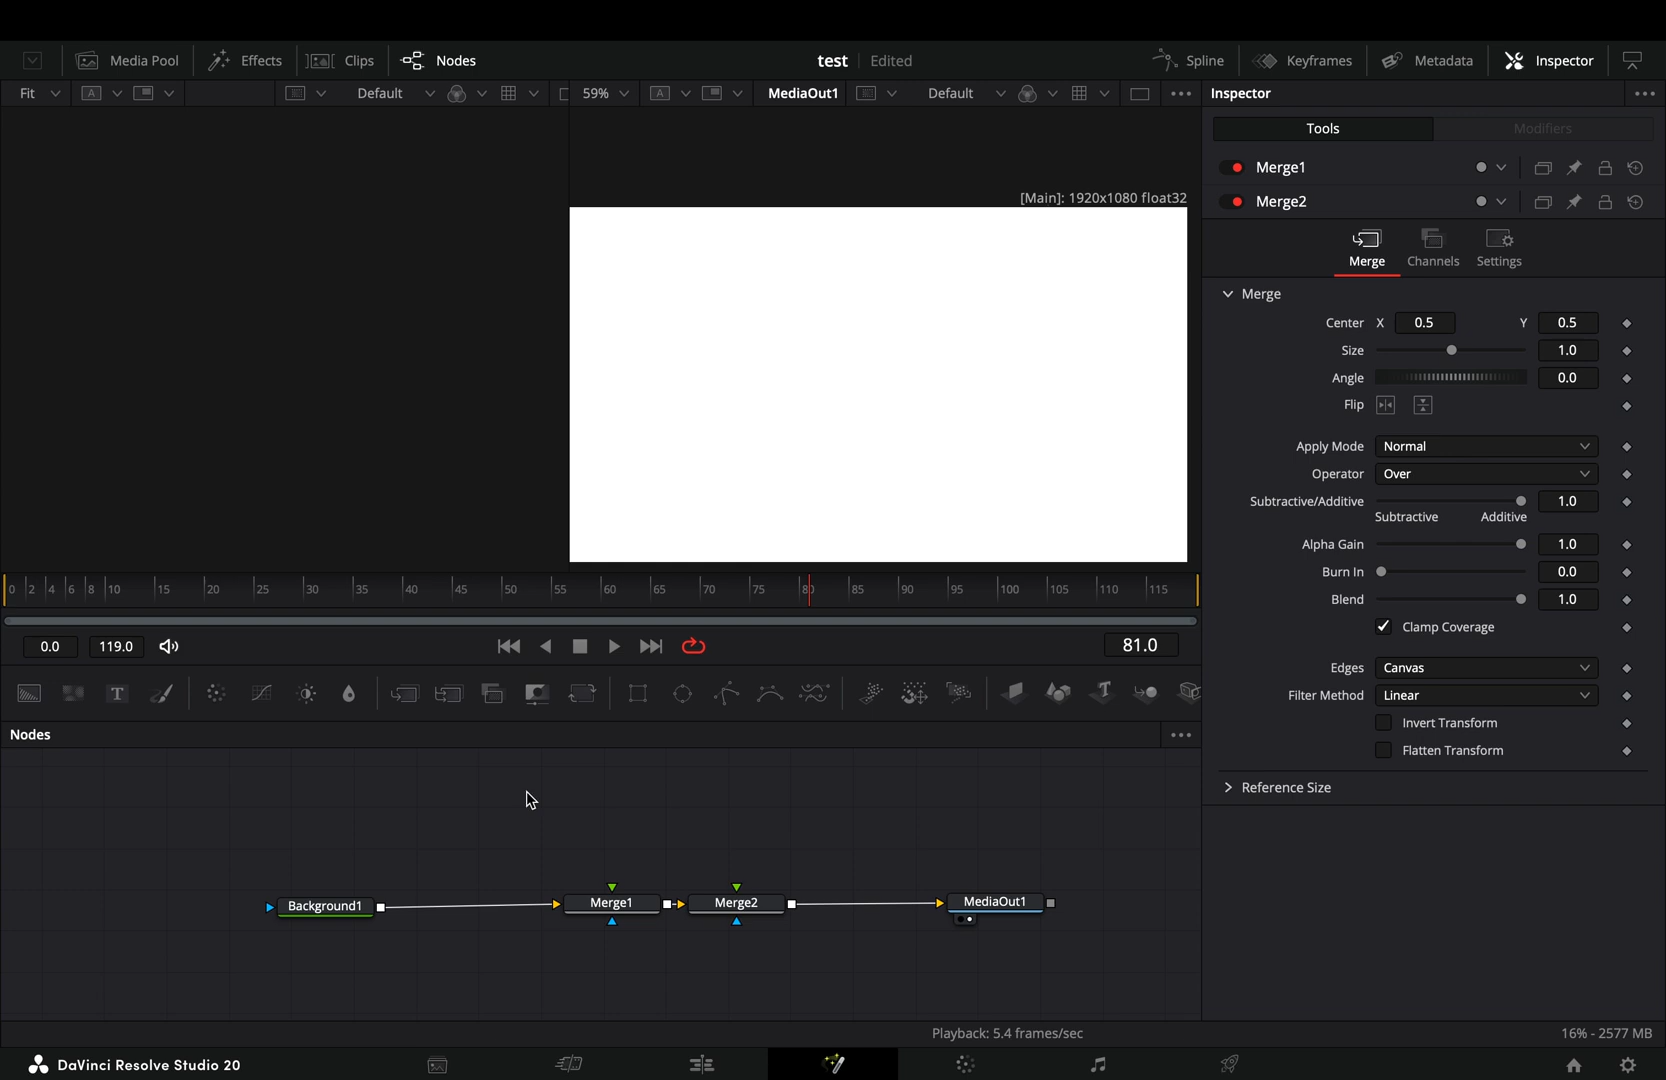 Media Pool Effects Clips Nodes test Edited Spline Keyframes Metadata Inspector
Fit A Default 59% A MediaOut1 Default Inspector
Tools Modifiers
Merge1
[Main]: 1920x1080 float32
Merge2
Merge Channels Settings
Merge
Center X 0.5 Y 0.5
Size 1.0
Angle 0.0
Flip
Apply Mode Normal
Operator Over
Subtractive/Additive 1.0
Subtractive Additive
Alpha Gain 1.0
Burn In 0.0
Blend 1.0
Clamp Coverage
Edges Canvas
Filter Method Linear
Invert Transform
Flatten Transform
Reference Size
0 2 4 6 8 10 15 20 25 30 35 40 45 50 55 60 65 70 75 80 85 90 95 100 105 110 115
0.0 119.0 81.0
T T
Nodes
Background1 Merge1 Merge2 MediaOut1
Playback: 5.4 frames/sec 16% - 2577 MB
DaVinci Resolve Studio 20